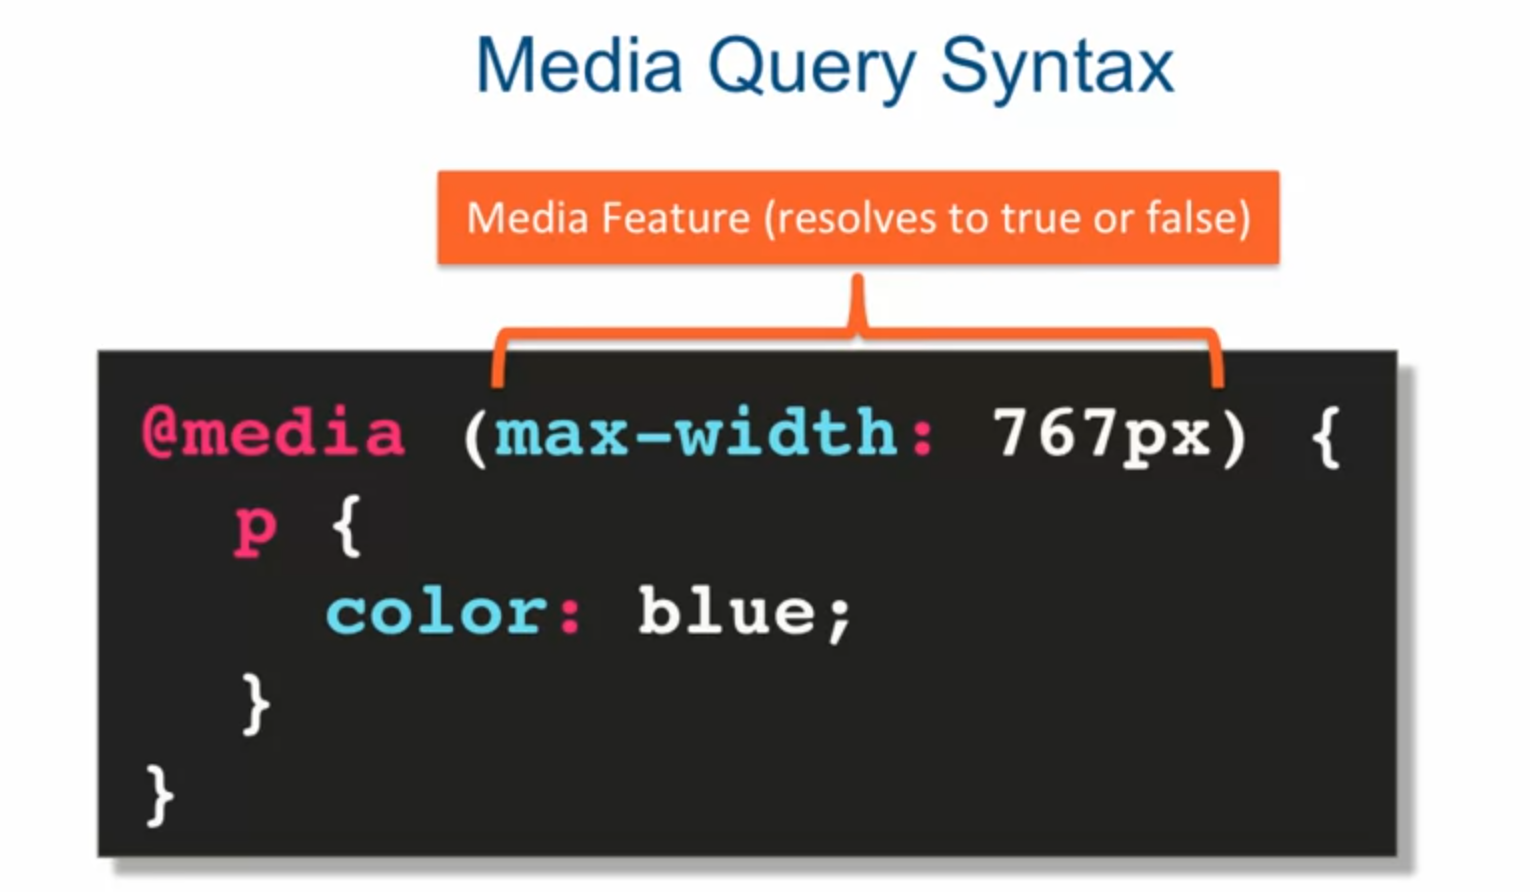 Media Query Syntax
Media Feature (resolves to true or false)
@media (max-width: 767px) {
p {
color: blue;
}
}